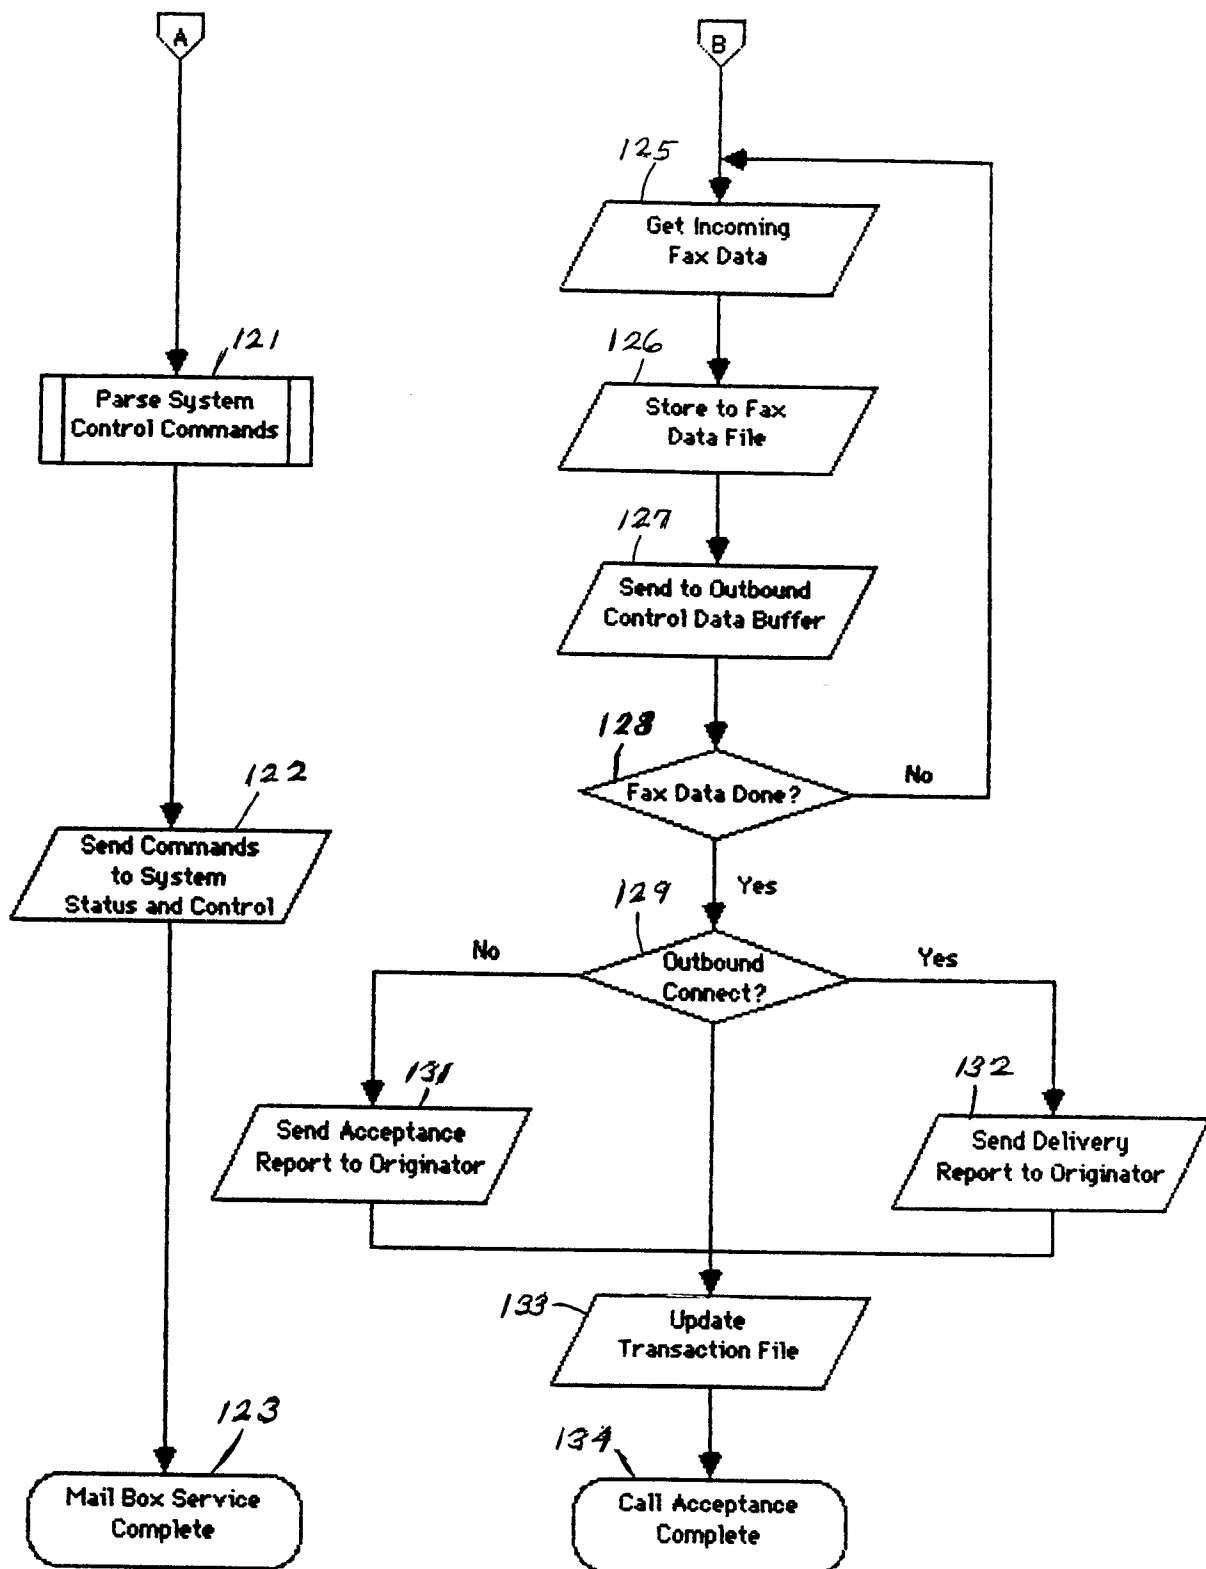 A
121
Parse System
Control Commands
122
Send Commands
to System
Status and Control
123
Mail Box Service
Complete
B
125
Get Incoming
Fax Data
126
Store to Fax
Data File
127
Send to Outbound
Control Data Buffer
128
Fax Data Done?
No
Yes
129
Outbound
Connect?
No
Yes
131
Send Acceptance
Report to Originator
132
Send Delivery
Report to Originator
133
Update
Transaction File
134
Call Acceptance
Complete